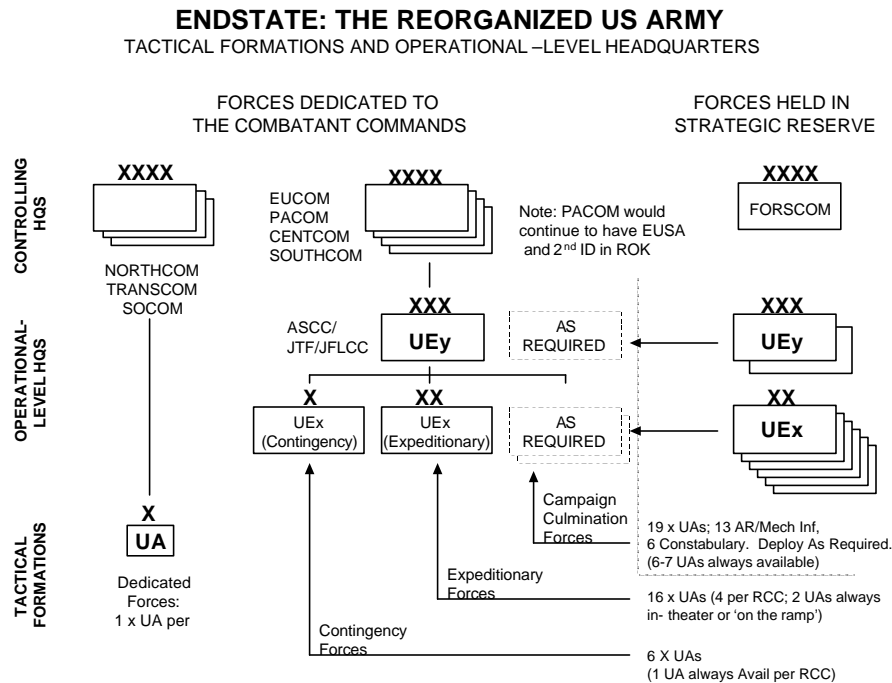 ENDSTATE: THE REORGANIZED US ARMY
TACTICAL FORMATIONS AND OPERATIONAL –LEVEL HEADQUARTERS
FORCES DEDICATED TO
THE COMBATANT COMMANDS
FORCES HELD IN
STRATEGIC RESERVE
CONTROLLING
HQS
XXXX
NORTHCOM
TRANSCOM
SOCOM
EUCOM
PACOM
CENTCOM
SOUTHCOM
XXXX
Note: PACOM would
continue to have EUSA
and 2nd ID in ROK
XXXX
FORSCOM
OPERATIONAL-
LEVEL HQS
ASCC/
JTF/JFLCC
XXX
UEy
AS
REQUIRED
XXX
UEy
X
UEx
(Contingency)
XX
UEx
(Expeditionary)
AS
REQUIRED
XX
UEx
TACTICAL
FORMATIONS
X
UA
Dedicated
Forces:
1 x UA per
Campaign
Culmination
Forces
19 x UAs; 13 AR/Mech Inf,
6 Constabulary. Deploy As Required.
(6-7 UAs always available)
Expeditionary
Forces
16 x UAs (4 per RCC; 2 UAs always
in- theater or ‘on the ramp’)
Contingency
Forces
6 X UAs
(1 UA always Avail per RCC)